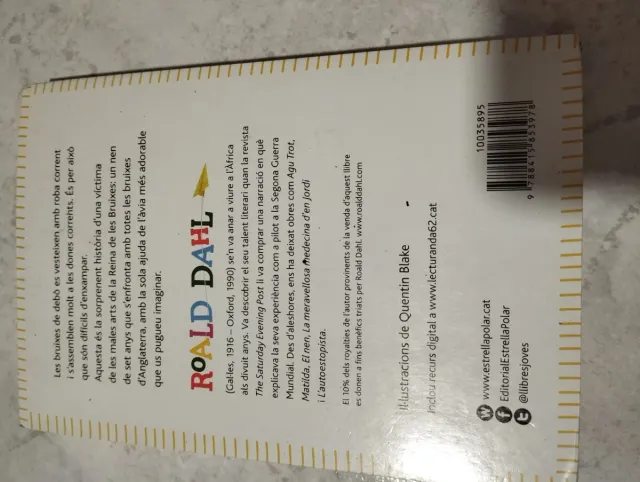 Les bruixes de debò es vesteixen amb roba corrent
i s'assemblen molt a les dones corrents. És per això
que són difícils d'enxampar.
Aquesta és la sorprenent història d'una víctima
de les males arts de la Reina de les Bruixes: un nen
de set anys que s'enfronta amb totes les bruixes
d'Anglaterra, amb la sola ajuda de l'àvia més adorable
que us pugueu imaginar.
ROALD DAHL
(Gal·les, 1916 – Oxford, 1990) se'n va anar a viure a l'Àfrica
als divuit anys. Va descobrir el seu talent literari quan la revista
The Saturday Evening Post li va comprar una narració en què
explicava la seva experiència com a pilot a la Segona Guerra
Mundial. Des d'aleshores, ens ha deixat obres com Agu Trot,
Matilda, El nen, La meravellosa medecina d'en Jordi
i L'autoestopista.
El 10% dels royalties de l'autor provinents de la venda d'aquest llibre
es donen a fins benèfics triats per Roald Dahl. www.roalddahl.com
Il·lustracions de Quentin Blake
Induou recurs digital a www.lecturanda62.cat
www.estrellapolar.cat
EditorialEstrellaPolar
@llibresjoves
10035895
9 788413 893978